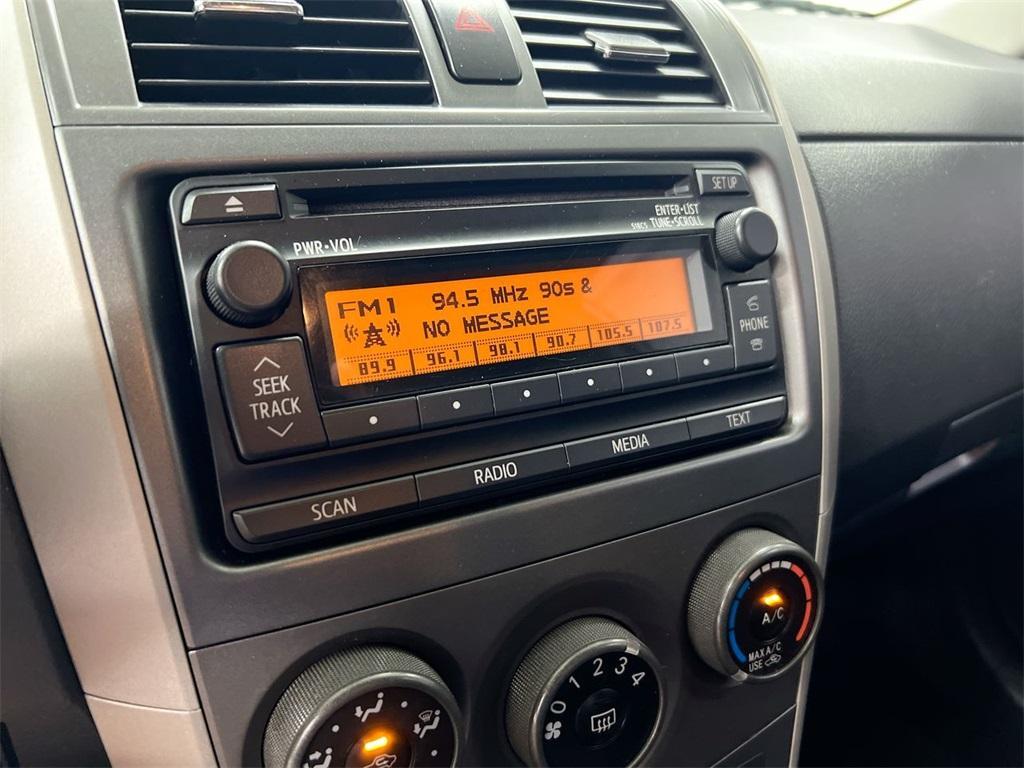 SETUP
ENTER•LIST
TUNE•SCROLL
PWR•VOL
FM1 94.5 MHz 90s &
NO MESSAGE
89.9 96.1 98.1 90.7 105.5 107.5
PHONE
SEEK
TRACK
SCAN
RADIO
MEDIA
TEXT
A/C
MAX A/C
USE
0 1 2 3 4